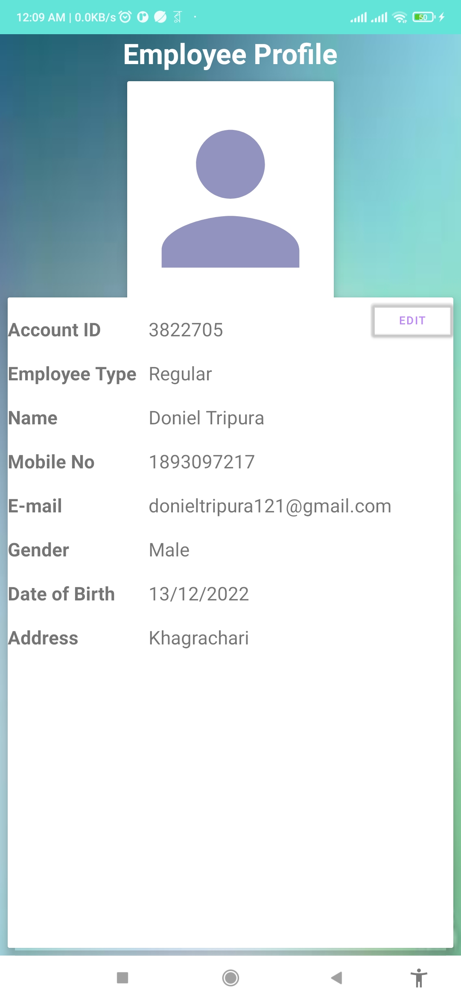 12:09 AM | 0.0KB/s
50
Employee Profile
EDIT
Account ID 3822705
Employee Type Regular
Name Doniel Tripura
Mobile No 1893097217
E-mail donieltripura121@gmail.com
Gender Male
Date of Birth 13/12/2022
Address Khagrachari